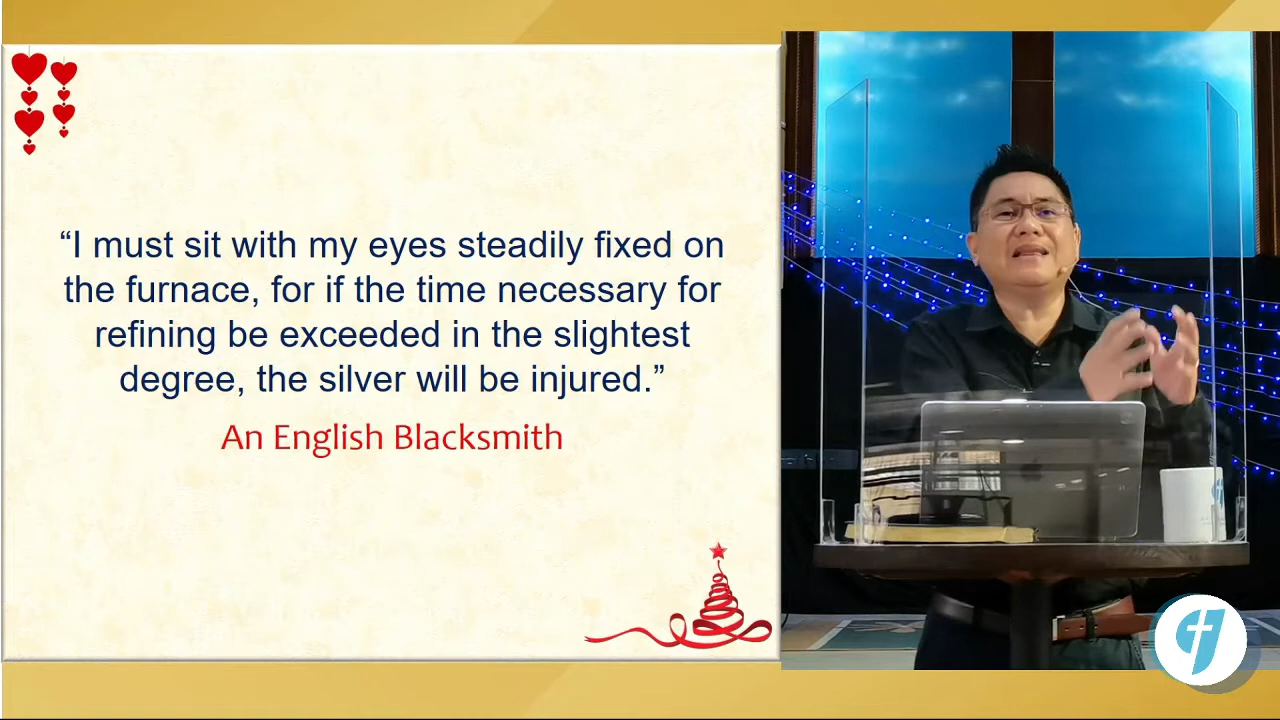 “I must sit with my eyes steadily fixed on
the furnace, for if the time necessary for
refining be exceeded in the slightest
degree, the silver will be injured.”
An English Blacksmith